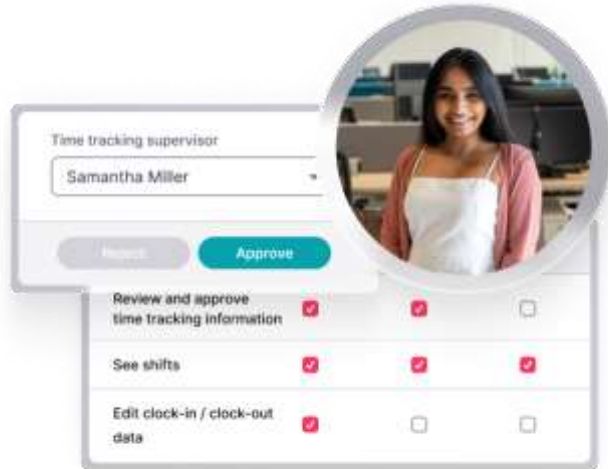 Time tracking supervisor
Samantha Miller
Reject Approve
Review and approve
time tracking information
See shifts
Edit clock-in / clock-out
data